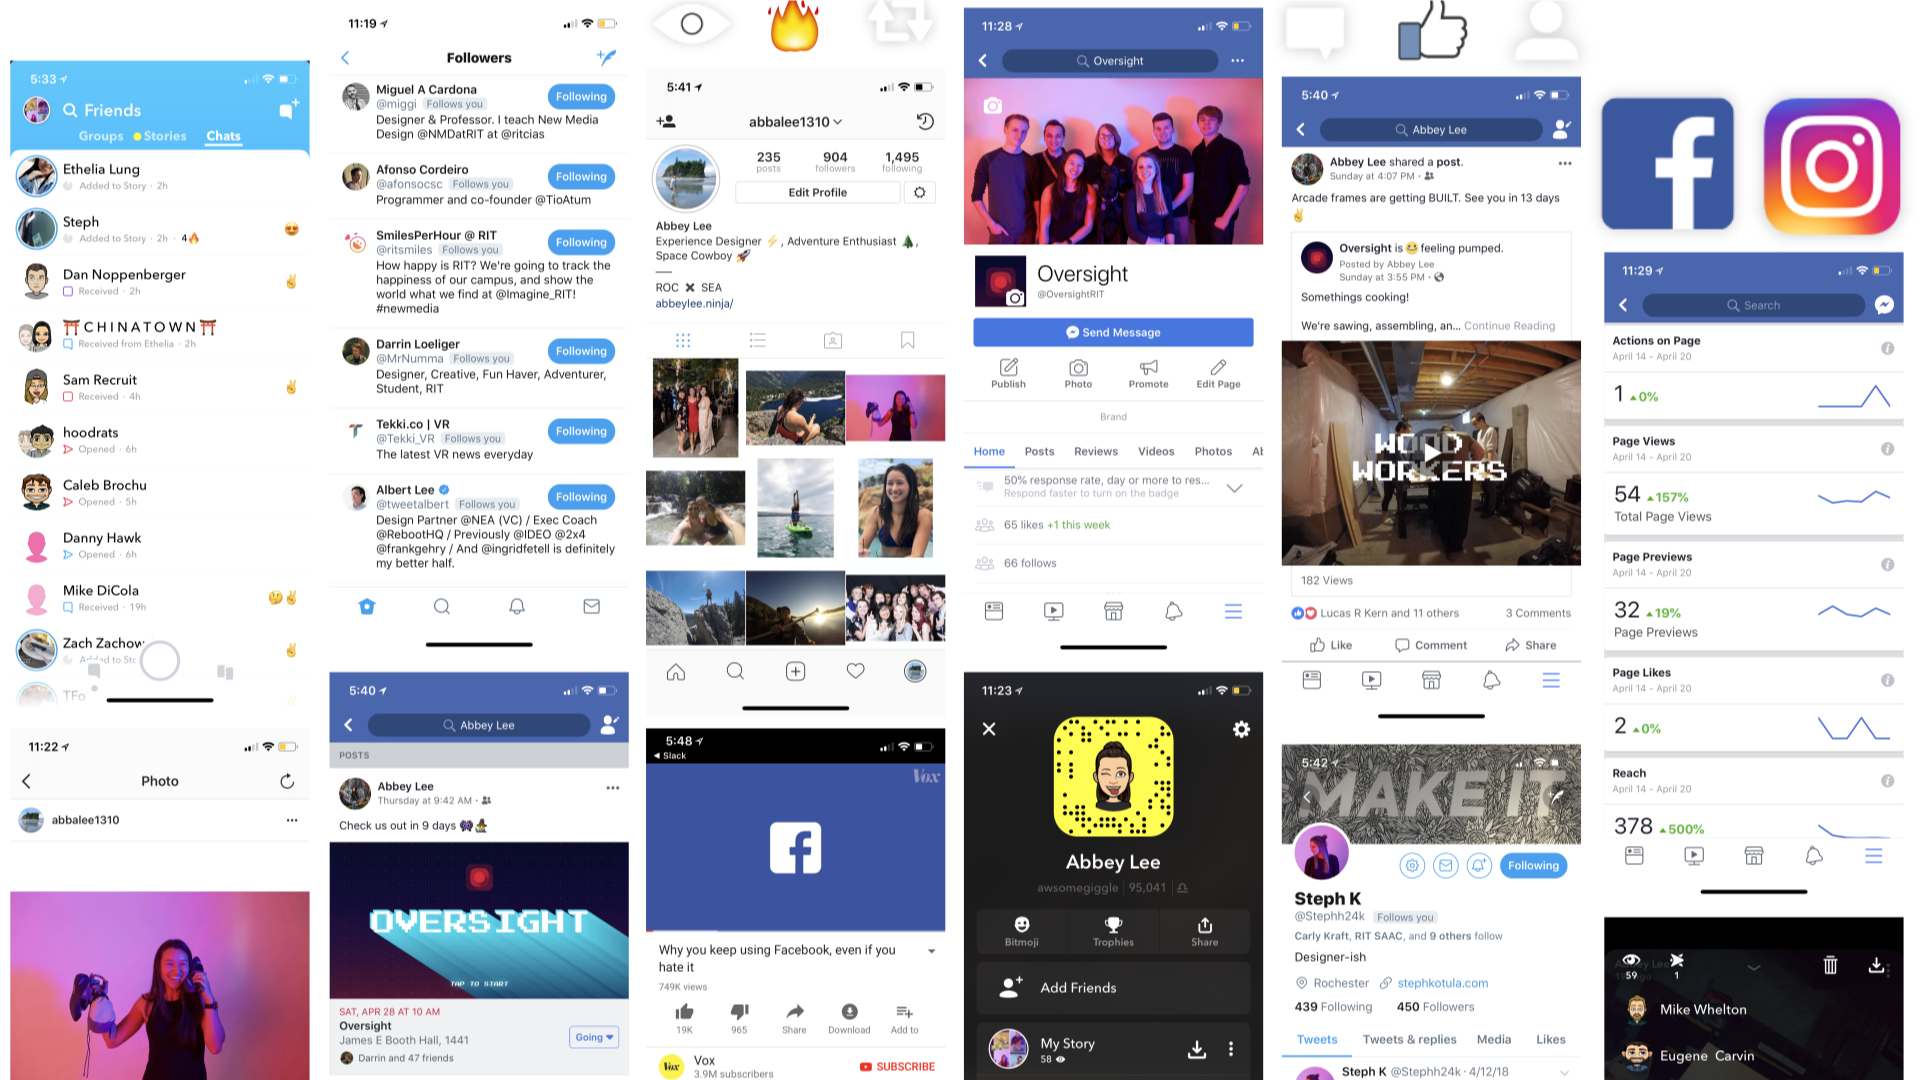 5:33
Friends
Groups
Stories
Chats
Ethelia Lung
Added to Story · 2h
Steph
Added to Story · 2h · 4🔥
Dan Noppenberger
Received · 2h
⛩️ C H I N A T O W N ⛩️
Received from Ethelia · 2h
Sam Recruit
Received · 4h
hoodrats
Opened · 6h
Caleb Brochu
Opened · 5h
Danny Hawk
Opened · 6h
Mike DiCola
Received · 19h
Zach Zachow
Added to Sto
TFo
11:22
Photo
abbalee1310
11:19
Followers
Miguel A Cardona
@miggi Follows you
Following
Designer & Professor. I teach New Media
Design @NMDatRIT at @ritcias
Afonso Cordeiro
@afonsocsc Follows you
Following
Programmer and co-founder @TioAtum
SmilesPerHour @ RIT
@ritsmiles Follows you
Following
How happy is RIT? We're going to track the
happiness of our campus, and show the
world what we find at @Imagine_RIT!
#newmedia
Darrin Loeliger
@MrNumma Follows you
Following
Designer, Creative, Fun Haver, Adventurer,
Student, RIT
Tekki.co | VR
@Tekki_VR Follows you
Following
The latest VR news everyday
Albert Lee
@tweetalbert Follows you
Following
Design Partner @NEA (VC) / Exec Coach
@RebootHQ / Previously @IDEO @2x4
@frankgehry / And @ingridfetell is definitely
my better half.
5:40
Abbey Lee
POSTS
Abbey Lee
Thursday at 9:42 AM ·
Check us out in 9 days
OVERSIGHT
TAP TO START
SAT, APR 28 AT 10 AM
Oversight
James E Booth Hall, 1441
Darrin and 47 friends
Going
5:41
abbalee1310
235 posts
904 followers
1,495 following
Edit Profile
Abbey Lee
Experience Designer ⚡, Adventure Enthusiast 🌲,
Space Cowboy 🚀
—
ROC ✖ SEA
abbeylee.ninja/
5:48
Slack
Vox
Why you keep using Facebook, even if you
hate it
749K views
19K
965
Share
Download
Add to
Vox
Vox
3.9M subscribers
SUBSCRIBE
11:28
Oversight
Oversight
@OversightRIT
Send Message
Publish
Photo
Promote
Edit Page
Brand
Home
Posts
Reviews
Videos
Photos
Al
50% response rate, day or more to res...
Respond faster to turn on the badge
65 likes +1 this week
66 follows
11:23
Abbey Lee
awsomegiggle | 95,041 |
Bitmoji
Trophies
Share
Add Friends
My Story
58
5:40
Abbey Lee
Abbey Lee shared a post.
Sunday at 4:07 PM ·
Arcade frames are getting BUILT. See you in 13 days
Oversight is feeling pumped.
Posted by Abbey Lee
Sunday at 3:55 PM ·
Somethings cooking!
We're sawing, assembling, an... Continue Reading
WOOD
WORKERS
182 Views
Lucas R Kern and 11 others
3 Comments
Like
Comment
Share
5:42
MAKE IT
Following
Steph K
@Stephh24k Follows you
Carly Kraft, RIT SAAC, and 9 others follow
Designer-ish
Rochester stephkotula.com
439 Following 450 Followers
Tweets
Tweets & replies
Media
Likes
Steph K @Stephh24k · 4/12/18
11:29
Search
Actions on Page
April 14 - April 20
1 0%
Page Views
April 14 - April 20
54 157%
Total Page Views
Page Previews
April 14 - April 20
32 19%
Page Previews
Page Likes
April 14 - April 20
2 0%
Reach
April 14 - April 20
378 500%
59
1
Mike Whelton
Eugene Carvin